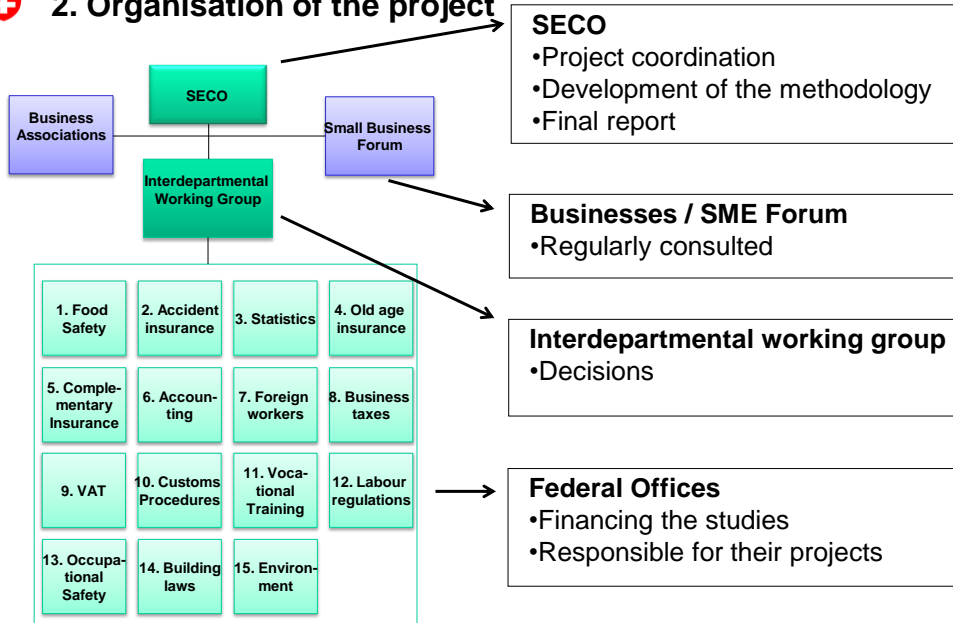 2. Organisation of the project
SECO
Business
Associations
Small Business
Forum
Interdepartmental
Working Group
1. Food
Safety
2. Accident
insurance
3. Statistics
4. Old age
insurance
5. Comple-
mentary
Insurance
6. Accoun-
ting
7. Foreign
workers
8. Business
taxes
9. VAT
10. Customs
Procedures
11. Voca-
tional
Training
12. Labour
regulations
13. Occupa-
tional
Safety
14. Building
laws
15. Environ-
ment
SECO
•Project coordination
•Development of the methodology
•Final report
Businesses / SME Forum
•Regularly consulted
Interdepartmental working group
•Decisions
Federal Offices
•Financing the studies
•Responsible for their projects